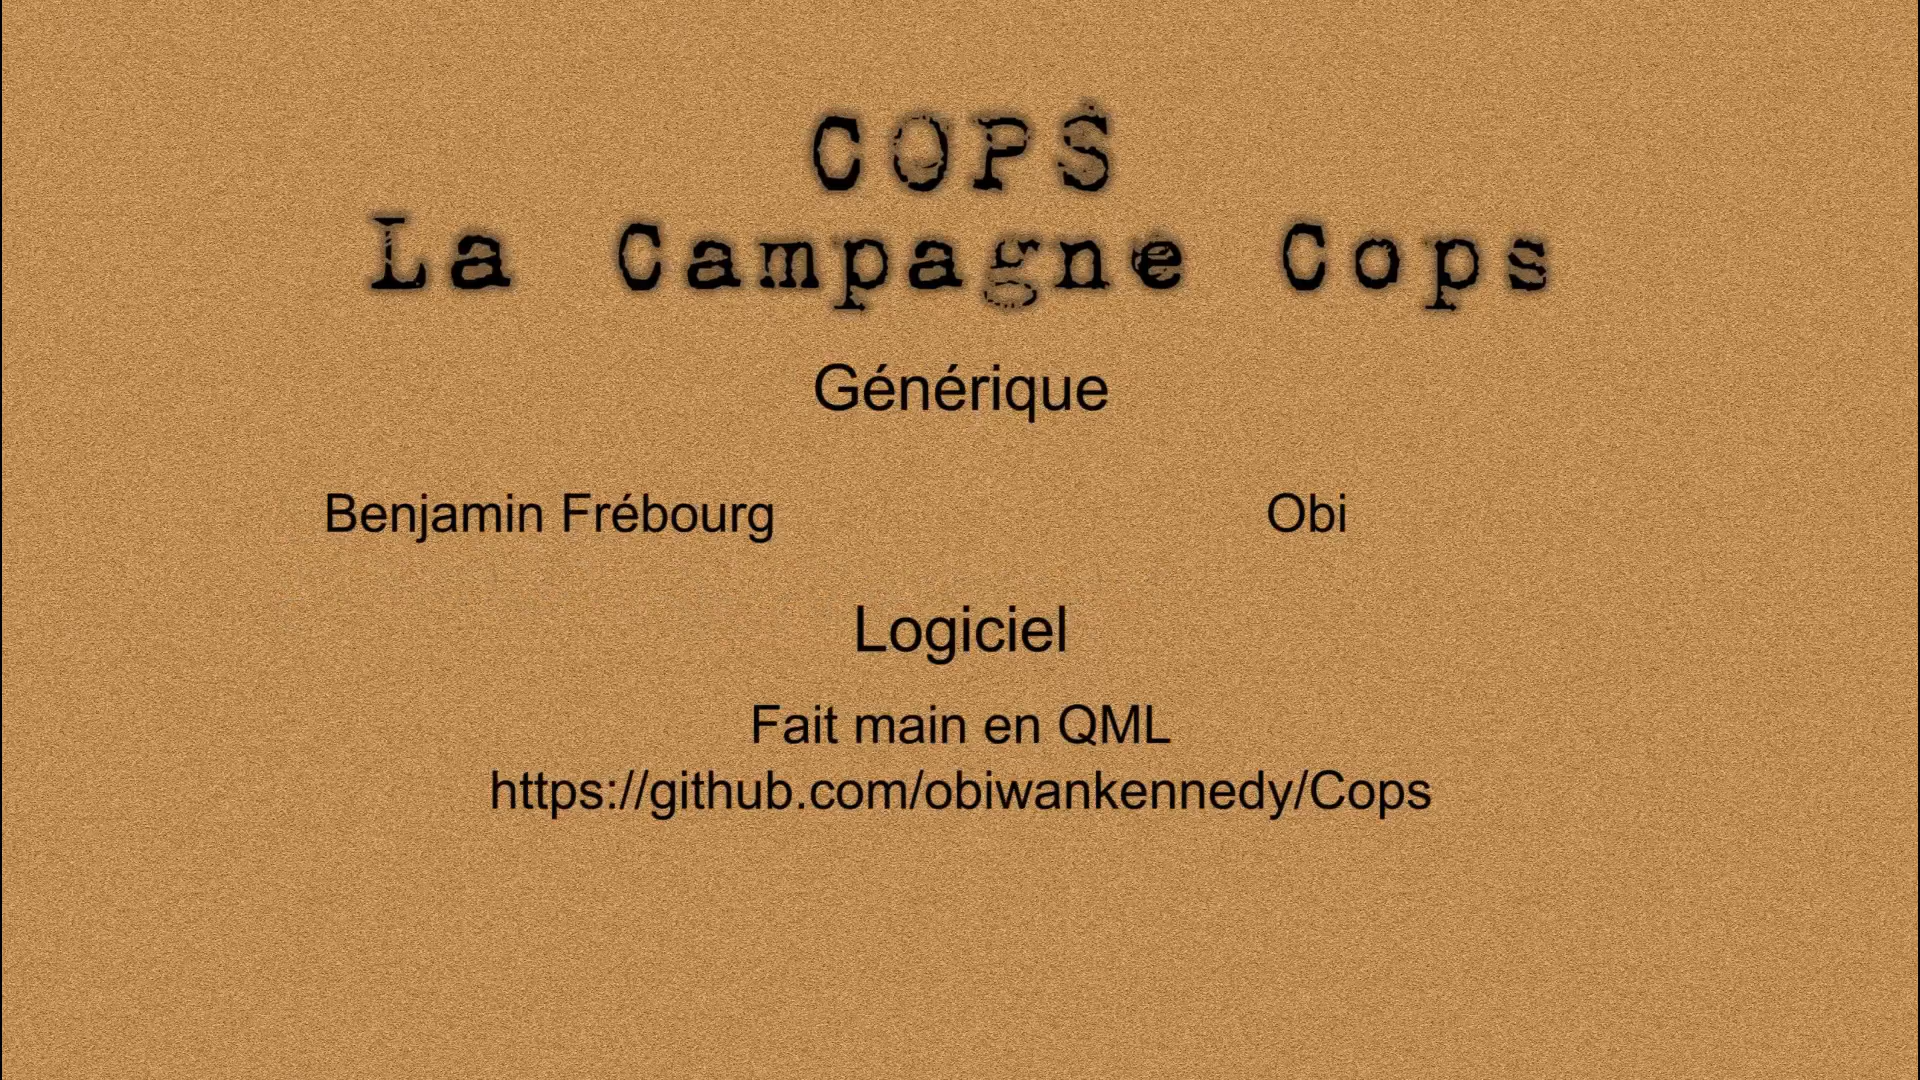 COPS
La Campagne Cops
Générique
Benjamin Frébourg Obi
Logiciel
Fait main en QML
https://github.com/obiwankennedy/Cops